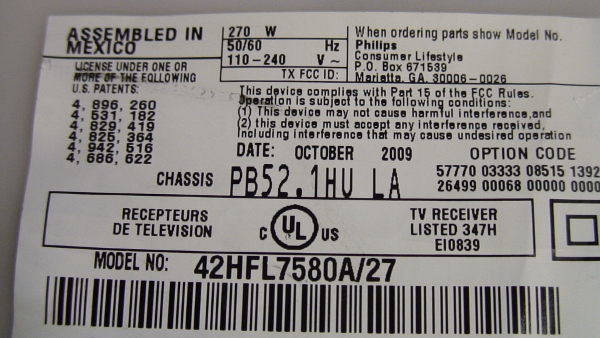 ASSEMBLED IN
MEXICO
LICENSE UNDER ONE OR
MORE OF THE FOLLOWING
U.S. PATENTS:
4, 896, 260
4, 531, 182
4, 829, 419
4, 825, 364
4, 942, 516
4, 686, 622
270 W
50/60 Hz
110-240 V ~
TX FCC ID:
When ordering parts show Model No.
Philips
Consumer Lifestyle
P.O. Box 671539
Marietta, GA. 30006-0026
This device complies with Part 15 of the FCC Rules.
Operation is subject to the following conditions:
(1) This device may not cause harmful interference,and
(2) this device must accept any interference received,
Including interference that may cause undesired operation
DATE: OCTOBER 2009
OPTION CODE
CHASSIS PB52.1HU LA
57770 03333 08515 1392
26499 00068 00000 0000
RECEPTEURS
DE TELEVISION
C UL US
TV RECEIVER
LISTED 347H
EI0839
MODEL NO: 42HFL7580A/27